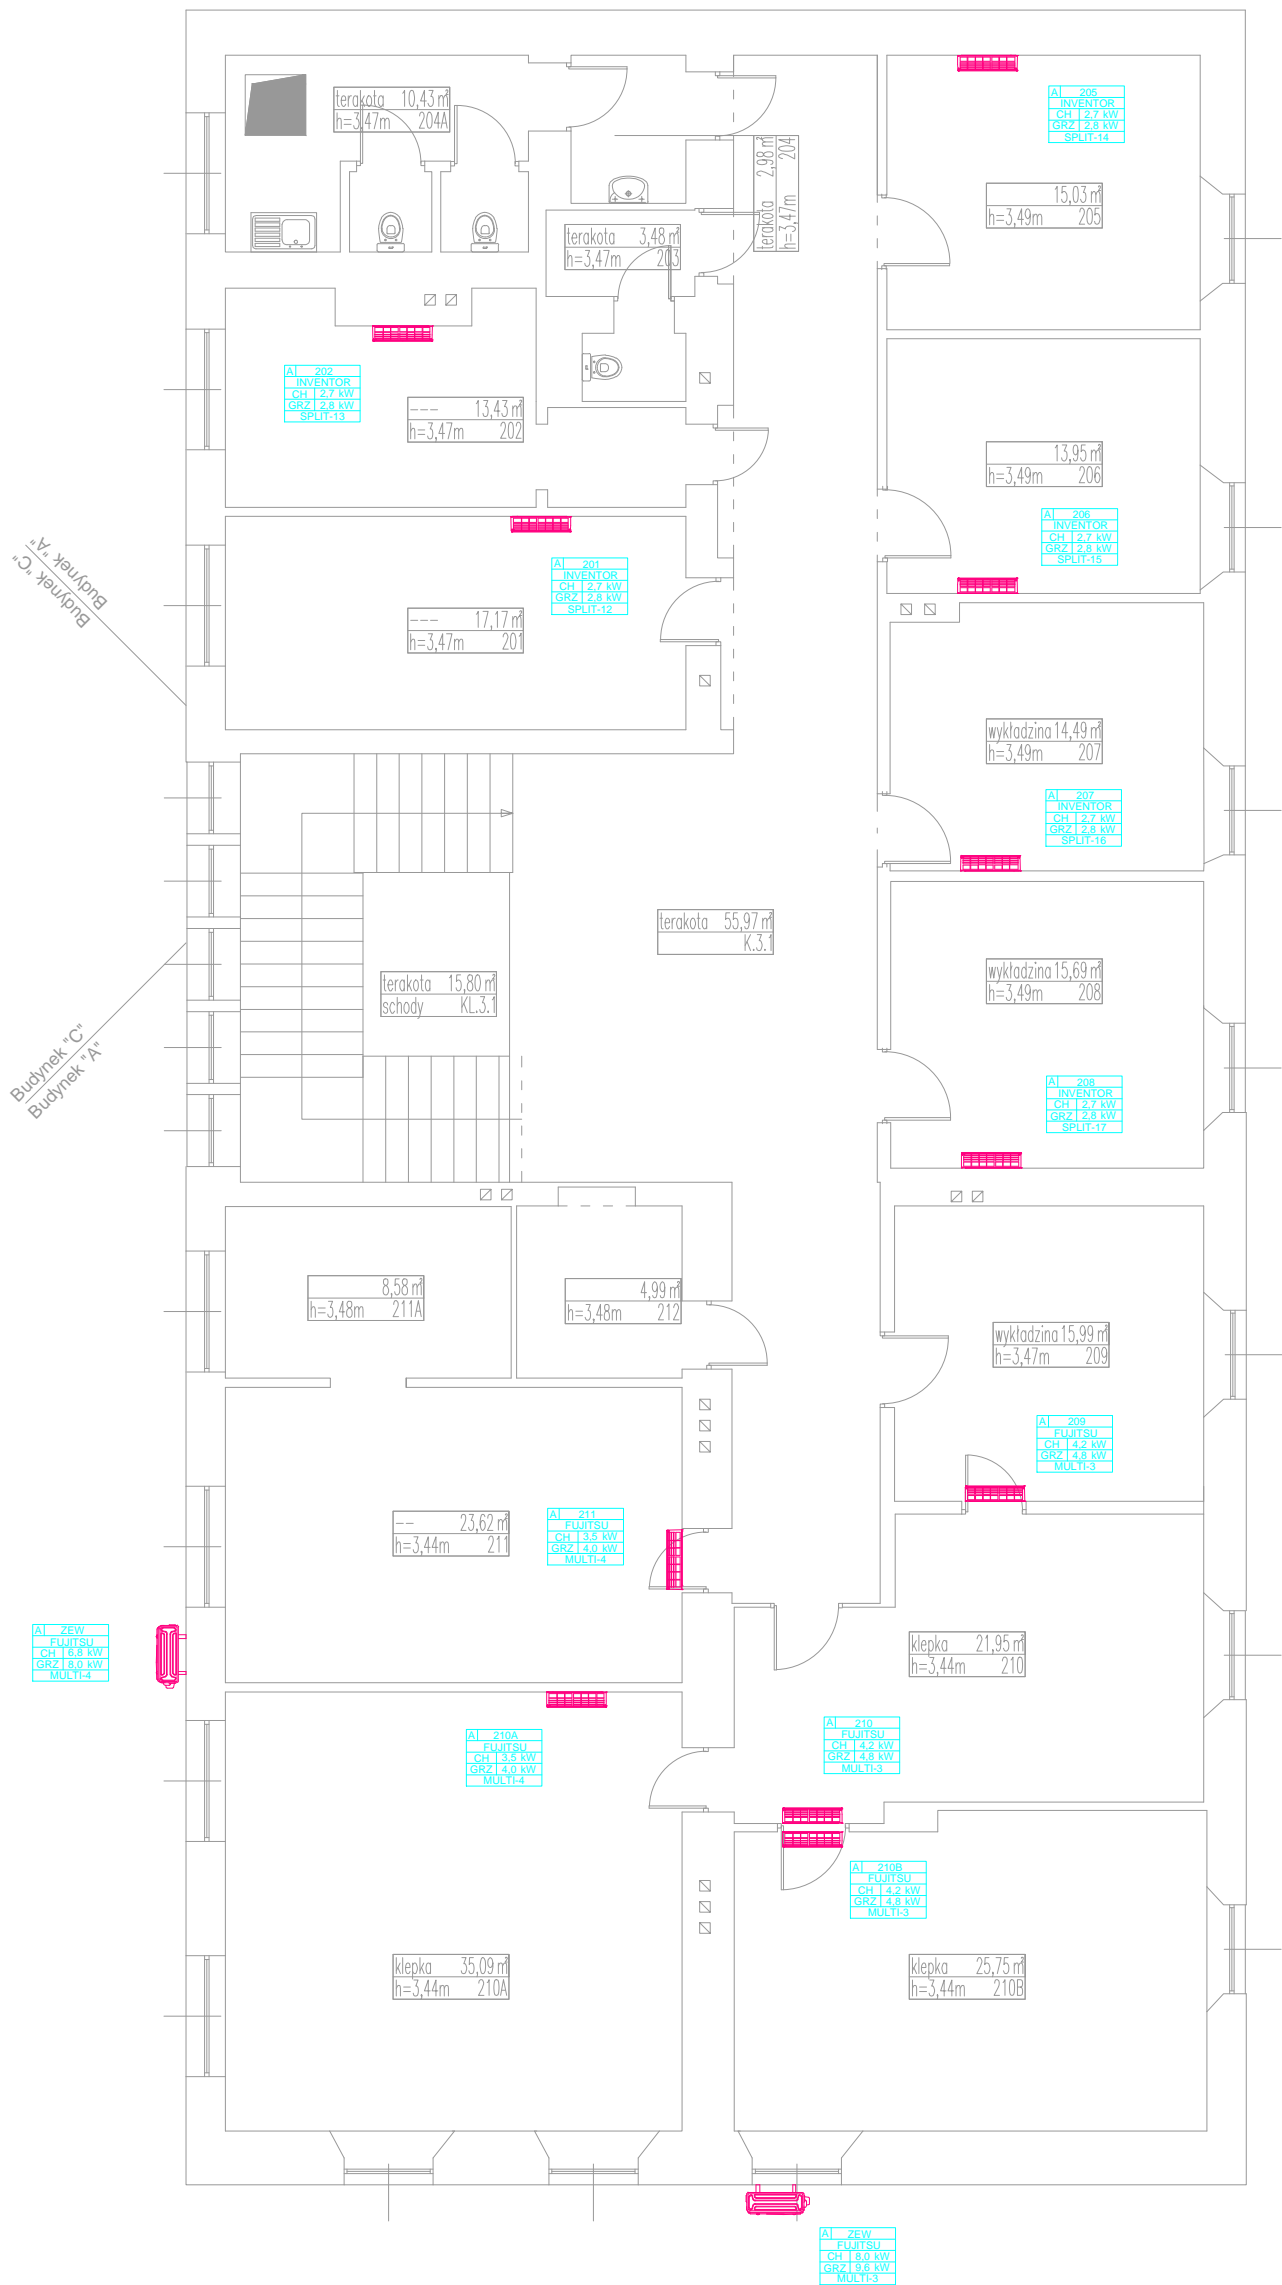 terakota 10,43 m²
h=3,47m 204A
A 205
INVENTOR
CH 2,7 kW
GRZ 2,8 kW
SPLIT-14
terakota 2,98 m²
h=3,47m 204
15,03 m²
h=3,49m 205
terakota 3,48 m²
h=3,47m 203
A 202
INVENTOR
CH 2,7 kW
GRZ 2,8 kW
SPLIT-13
--- 13,43 m²
h=3,47m 202
13,95 m²
h=3,49m 206
A 206
INVENTOR
CH 2,7 kW
GRZ 2,8 kW
SPLIT-15
Budynek "A"
Budynek "C"
A 201
INVENTOR
CH 2,7 kW
GRZ 2,8 kW
SPLIT-12
--- 17,17 m²
h=3,47m 201
wykładzina 14,49 m²
h=3,49m 207
A 207
INVENTOR
CH 2,7 kW
GRZ 2,8 kW
SPLIT-16
terakota 55,97 m²
K.3.1
terakota 15,80 m²
schody KL.3.1
wykładzina 15,69 m²
h=3,49m 208
Budynek "C"
Budynek "A"
A 208
INVENTOR
CH 2,7 kW
GRZ 2,8 kW
SPLIT-17
8,58 m²
h=3,48m 211A
4,99 m²
h=3,48m 212
wykładzina 15,99 m²
h=3,47m 209
A 209
FUJITSU
CH 4,2 kW
GRZ 4,8 kW
MULTI-3
-- 23,62 m²
h=3,44m 211
A 211
FUJITSU
CH 3,5 kW
GRZ 4,0 kW
MULTI-4
A ZEW
FUJITSU
CH 6,8 kW
GRZ 8,0 kW
MULTI-4
klepka 21,95 m²
h=3,44m 210
A 210A
FUJITSU
CH 3,5 kW
GRZ 4,0 kW
MULTI-4
A 210
FUJITSU
CH 4,2 kW
GRZ 4,8 kW
MULTI-3
A 210B
FUJITSU
CH 4,2 kW
GRZ 4,8 kW
MULTI-3
klepka 35,09 m²
h=3,44m 210A
klepka 25,75 m²
h=3,44m 210B
A ZEW
FUJITSU
CH 8,0 kW
GRZ 9,6 kW
MULTI-3